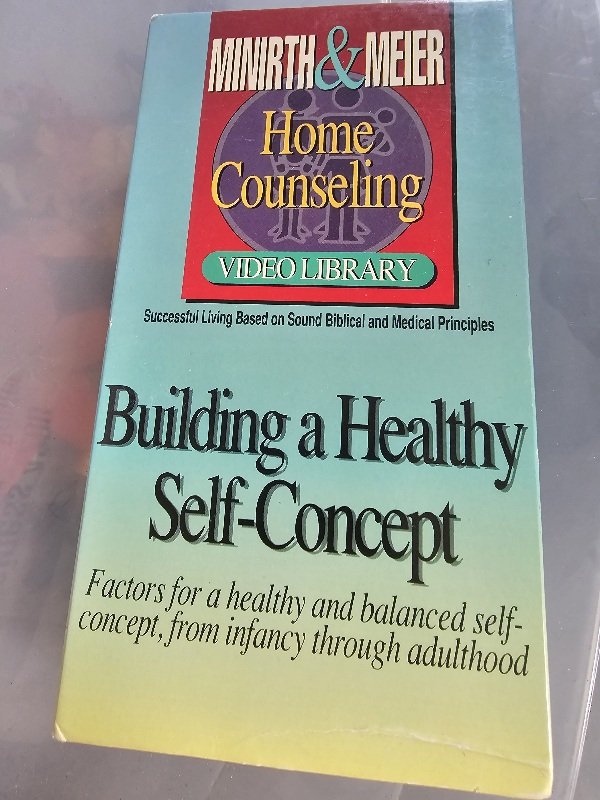 MINIRTH & MEIER
Home
Counseling
VIDEO LIBRARY
Successful Living Based on Sound Biblical and Medical Principles
Building a Healthy
Self-Concept
Factors for a healthy and balanced self-
concept, from infancy through adulthood